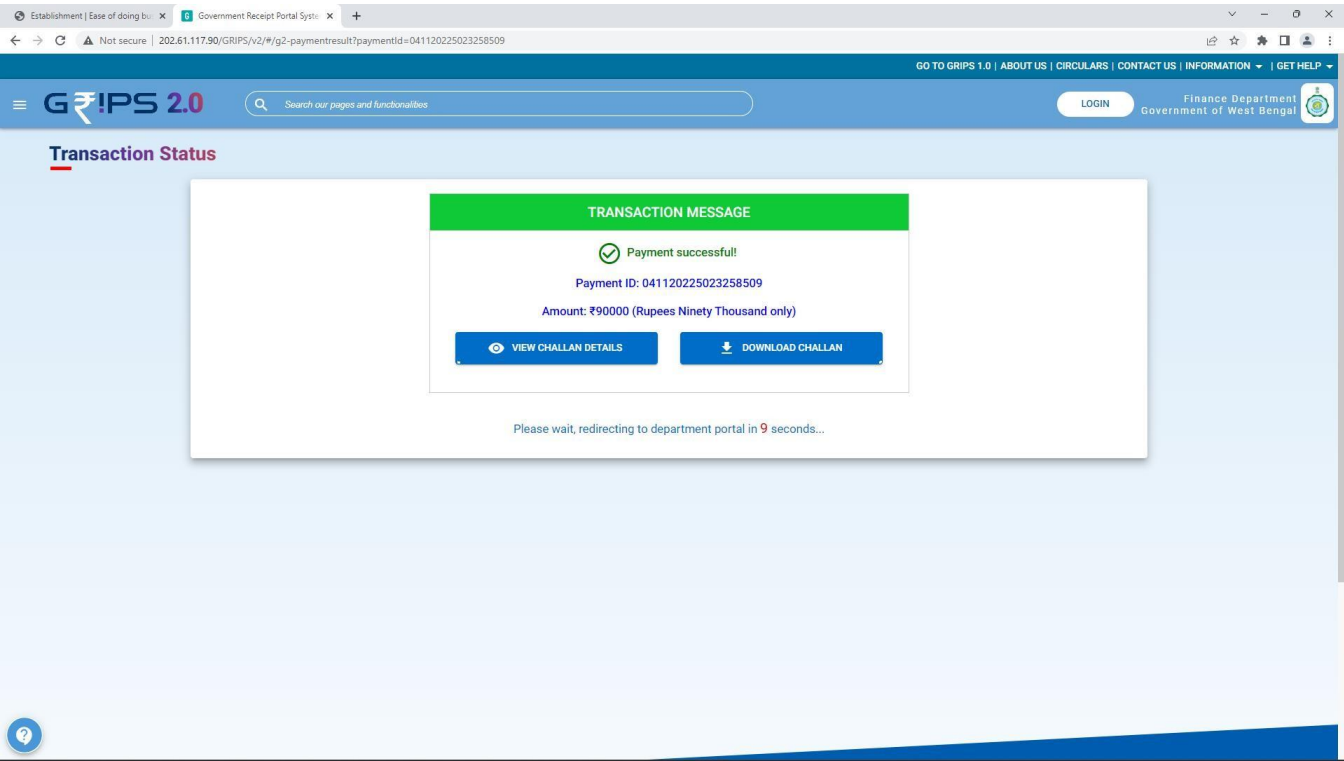 Establishment | Ease of doing bu
Government Receipt Portal Syste
Not secure | 202.61.117.90/GRIPS/v2/#/g2-paymentresult?paymentId=041120225023258509
GO TO GRIPS 1.0 | ABOUT US | CIRCULARS | CONTACT US | INFORMATION | GET HELP
G₹!PS 2.0
Search our pages and functionalities
LOGIN
Finance Department
Government of West Bengal
Transaction Status
TRANSACTION MESSAGE
Payment successful!
Payment ID: 041120225023258509
Amount: ₹90000 (Rupees Ninety Thousand only)
VIEW CHALLAN DETAILS
DOWNLOAD CHALLAN
Please wait, redirecting to department portal in 9 seconds...